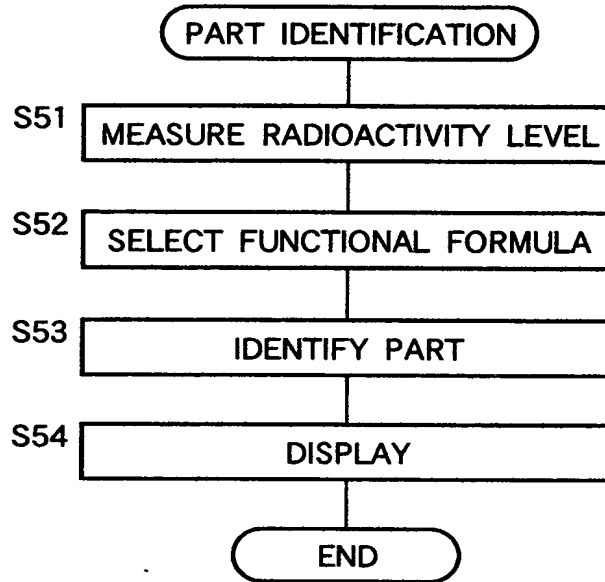 PART IDENTIFICATION
S51
MEASURE RADIOACTIVITY LEVEL
S52
SELECT FUNCTIONAL FORMULA
S53
IDENTIFY PART
S54
DISPLAY
END